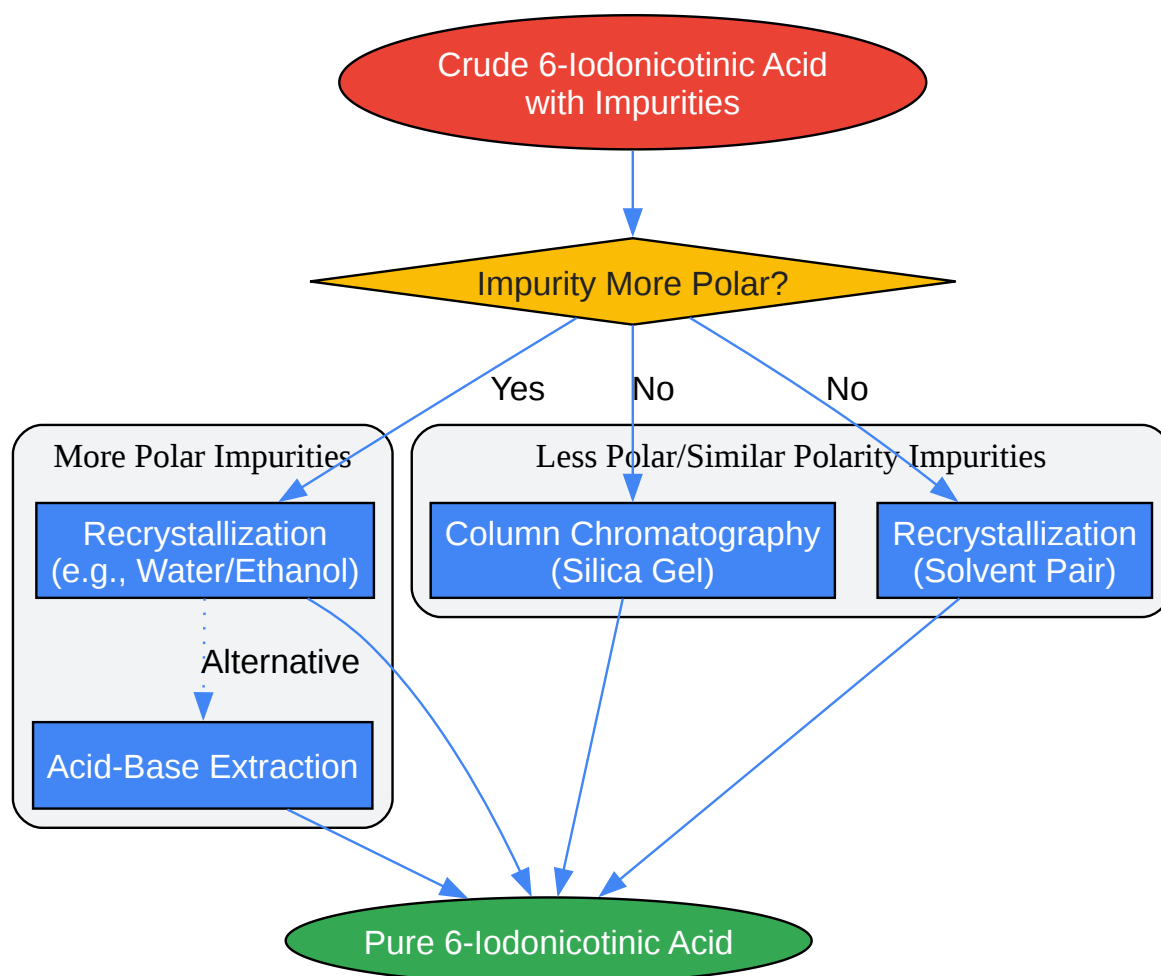 Crude 6-Iodonicotinic Acid
with Impurities
Impurity More Polar?
Yes
No
No
More Polar Impurities
Less Polar/Similar Polarity Impurities
Recrystallization
(e.g., Water/Ethanol)
Column Chromatography
(Silica Gel)
Recrystallization
(Solvent Pair)
Alternative
Acid-Base Extraction
Pure 6-Iodonicotinic Acid